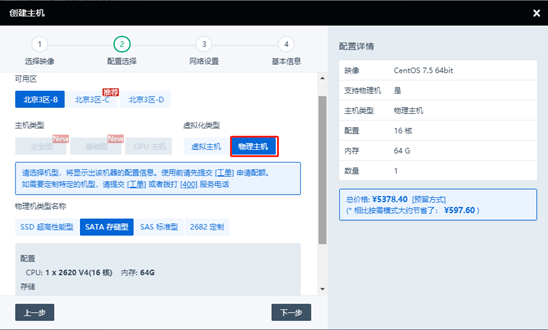 创建主机
×
1 2 3 4
选择映像 配置选择 网络设置 基本信息
可用区
推荐
北京3区-B 北京3区-C 北京3区-D
主机类型 虚拟化类型
New New
企业型 基础型 GPU 主机 虚拟主机 物理主机
请选择机型，将显示出该机器的配置信息。使用前请先提交 [工单] 申请配额。
如需要定制特定的机型，请提交 [工单] 或者拨打 [400] 服务电话
物理机类型名称
SSD 超高性能型 SATA 存储型 SAS 标准型 2682 定制
配置
CPU: 1 x 2620 V4(16 核) 内存: 64G
存储
上一步 下一步
配置详情
映像 CentOS 7.5 64bit
支持物理机 是
主机类型 物理主机
配置 16 核
内存 64 G
数量 1
总价格: ¥5378.40 [预留方式]
(* 相比按需模式大约节省了： ¥597.60 )